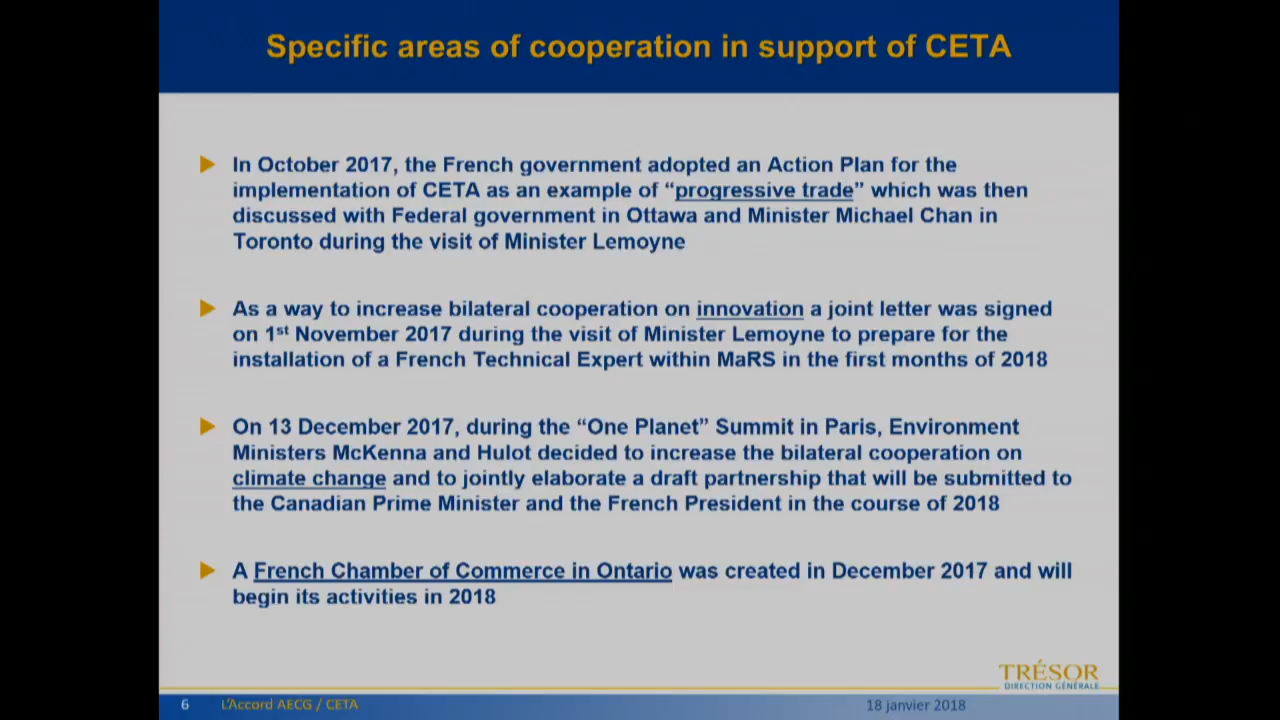 Specific areas of cooperation in support of CETA
In October 2017, the French government adopted an Action Plan for the
implementation of CETA as an example of “progressive trade” which was then
discussed with Federal government in Ottawa and Minister Michael Chan in
Toronto during the visit of Minister Lemoyne
As a way to increase bilateral cooperation on innovation a joint letter was signed
on 1st November 2017 during the visit of Minister Lemoyne to prepare for the
installation of a French Technical Expert within MaRS in the first months of 2018
On 13 December 2017, during the “One Planet” Summit in Paris, Environment
Ministers McKenna and Hulot decided to increase the bilateral cooperation on
climate change and to jointly elaborate a draft partnership that will be submitted to
the Canadian Prime Minister and the French President in the course of 2018
A French Chamber of Commerce in Ontario was created in December 2017 and will
begin its activities in 2018
TRÉSOR
DIRECTION GÉNÉRALE
6 L'Accord AECG / CETA 18 janvier 2018